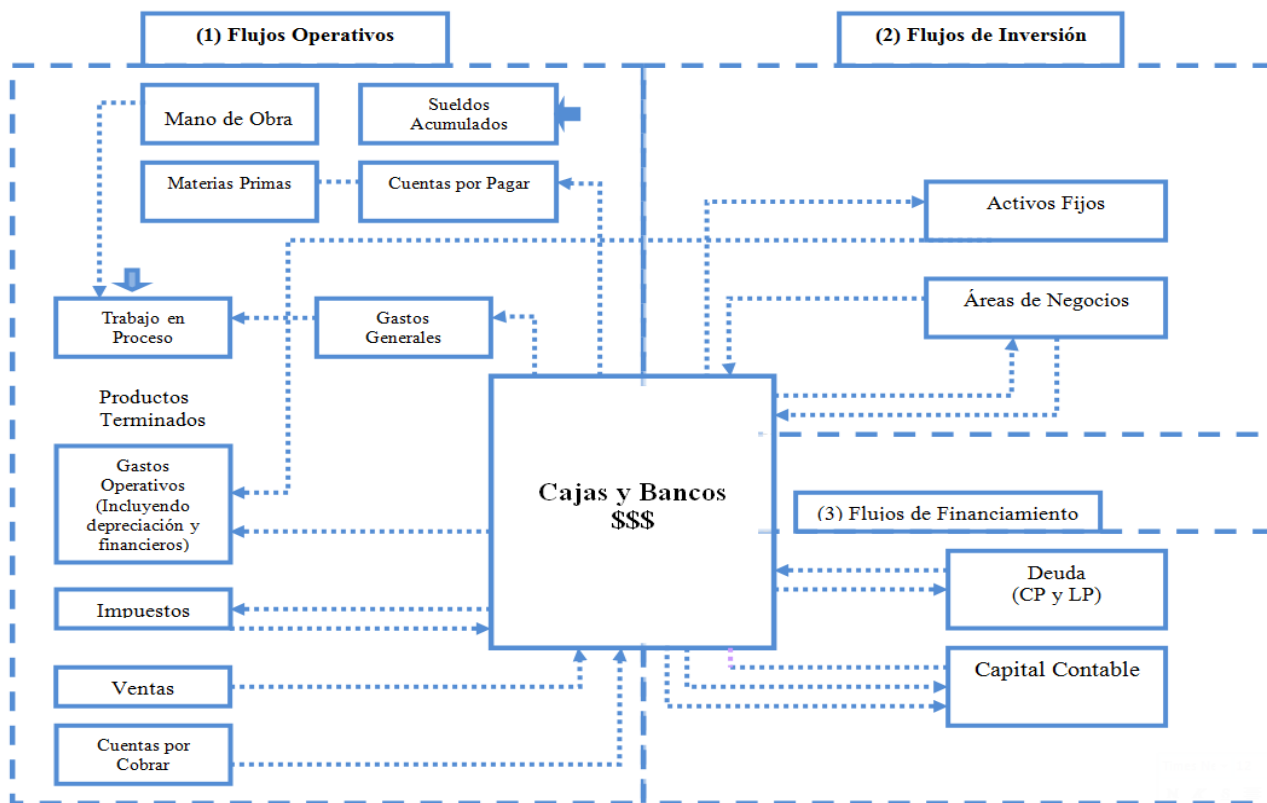 (1) Flujos Operativos
(2) Flujos de Inversión
Mano de Obra
Sueldos
Acumulados
Materias Primas
Cuentas por Pagar
Activos Fijos
Áreas de Negocios
Trabajo en
Proceso
Gastos
Generales
Productos
Terminados
Gastos
Operativos
(Incluyendo
depreciación y
financieros)
Cajas y Bancos
$$$
(3) Flujos de Financiamiento
Deuda
(CP y LP)
Impuestos
Capital Contable
Ventas
Cuentas por
Cobrar